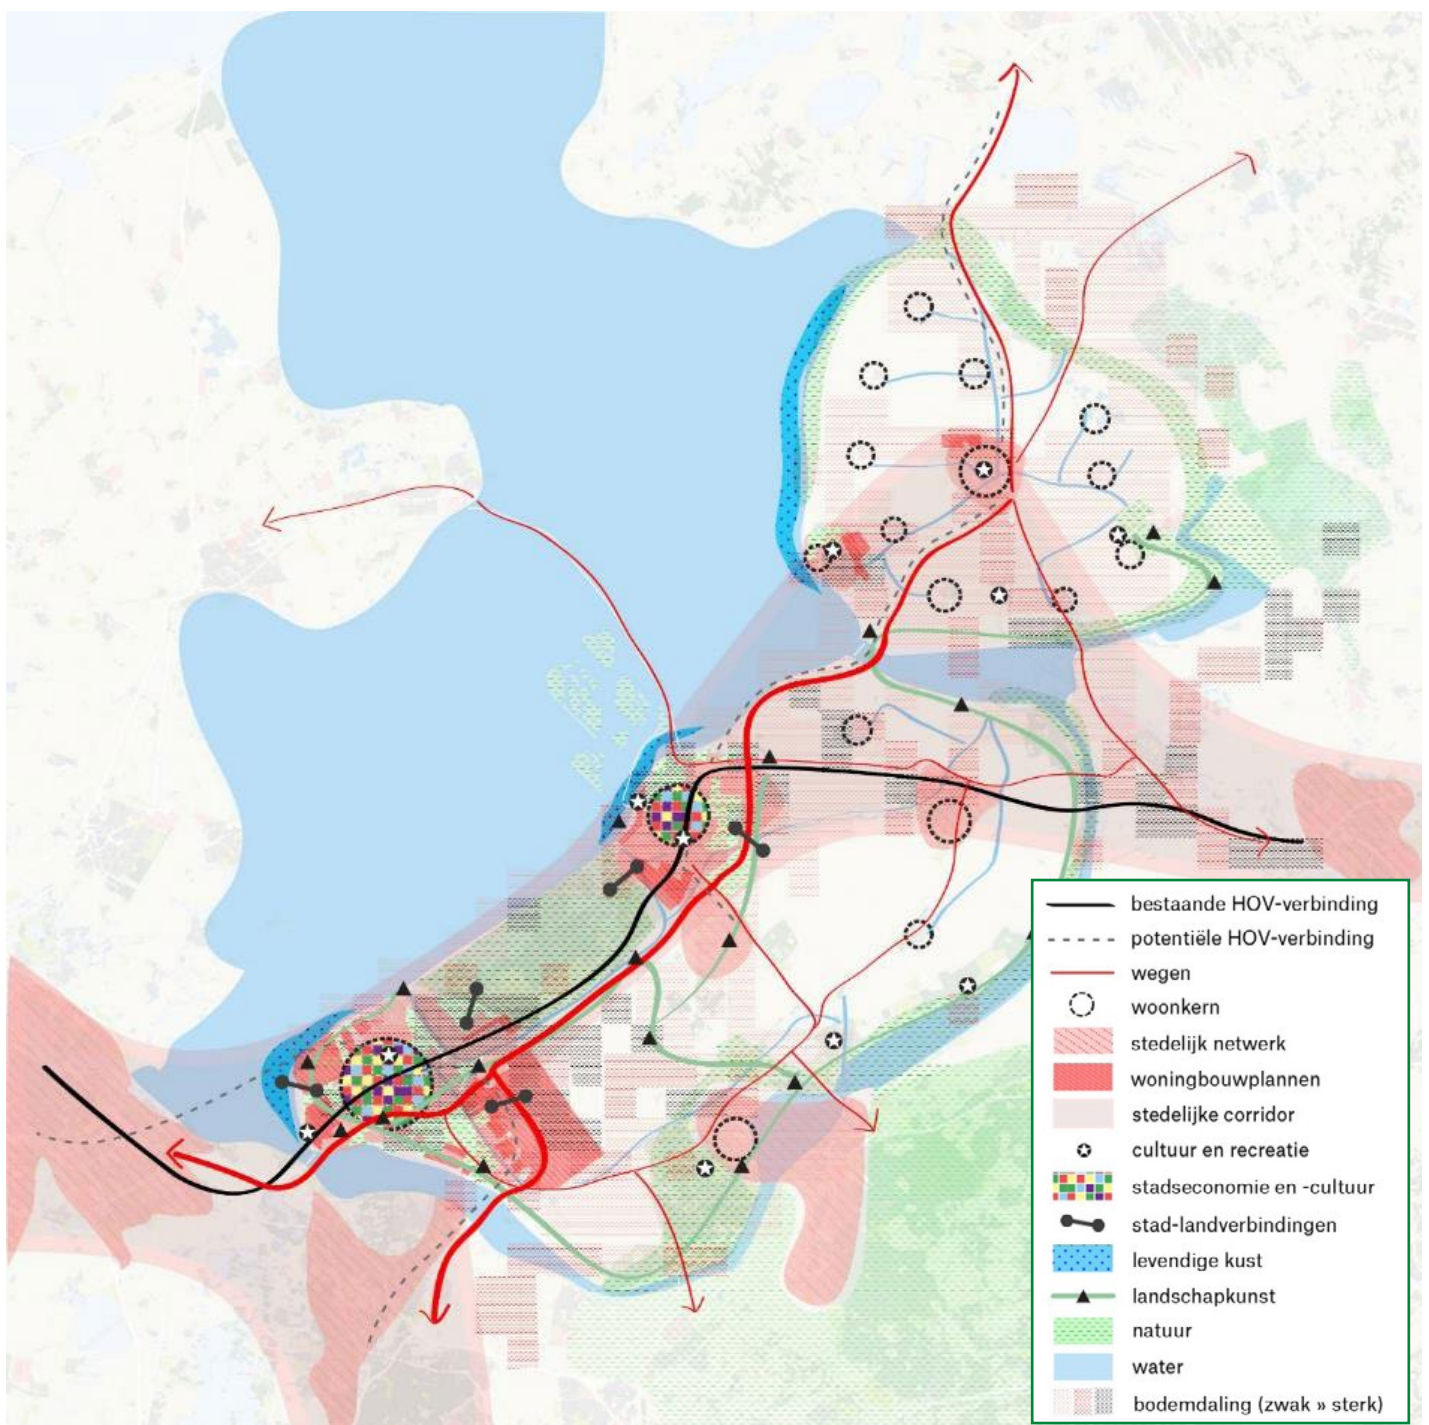 bestaande HOV-verbinding
potentiële HOV-verbinding
wegen
woonkern
stedelijk netwerk
woningbouwplannen
stedelijke corridor
cultuur en recreatie
stadseconomie en -cultuur
stad-landverbindingen
levendige kust
landschapkunst
natuur
water
bodemdaling (zwak » sterk)